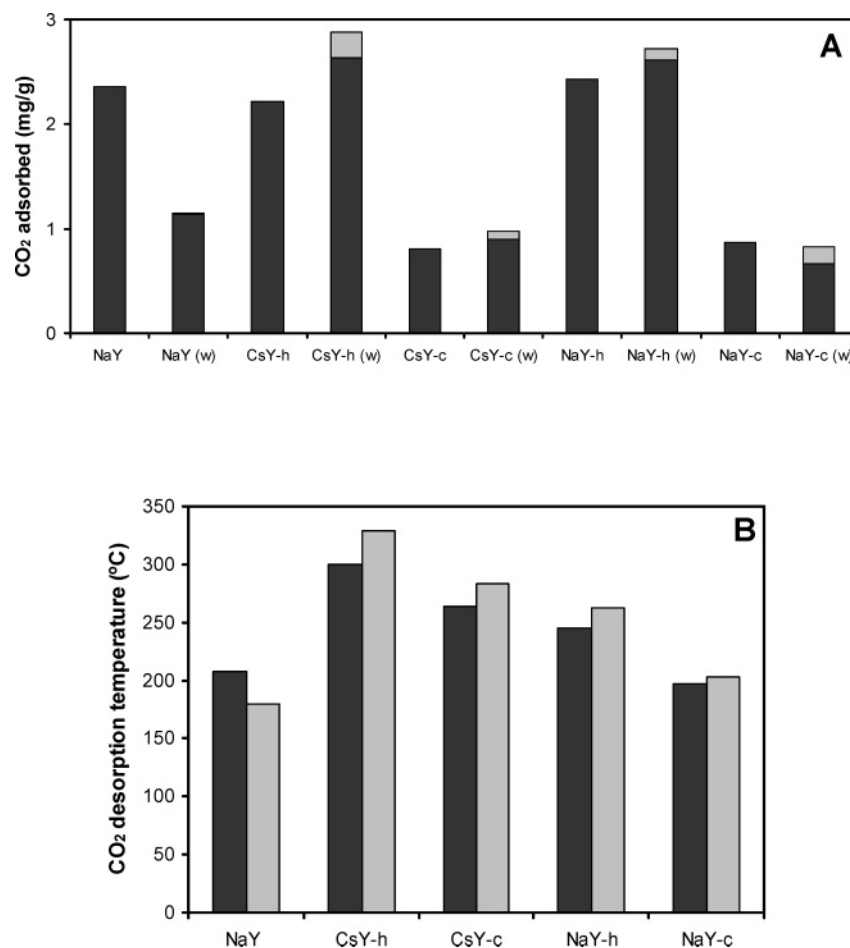 A
CO₂ adsorbed (mg/g)
3
2
1
0
NaY NaY (w) CsY-h CsY-h (w) CsY-c CsY-c (w) NaY-h NaY-h (w) NaY-c NaY-c (w)
B
CO₂ desorption temperature (ºC)
350
300
250
200
150
100
50
0
NaY CsY-h CsY-c NaY-h NaY-c